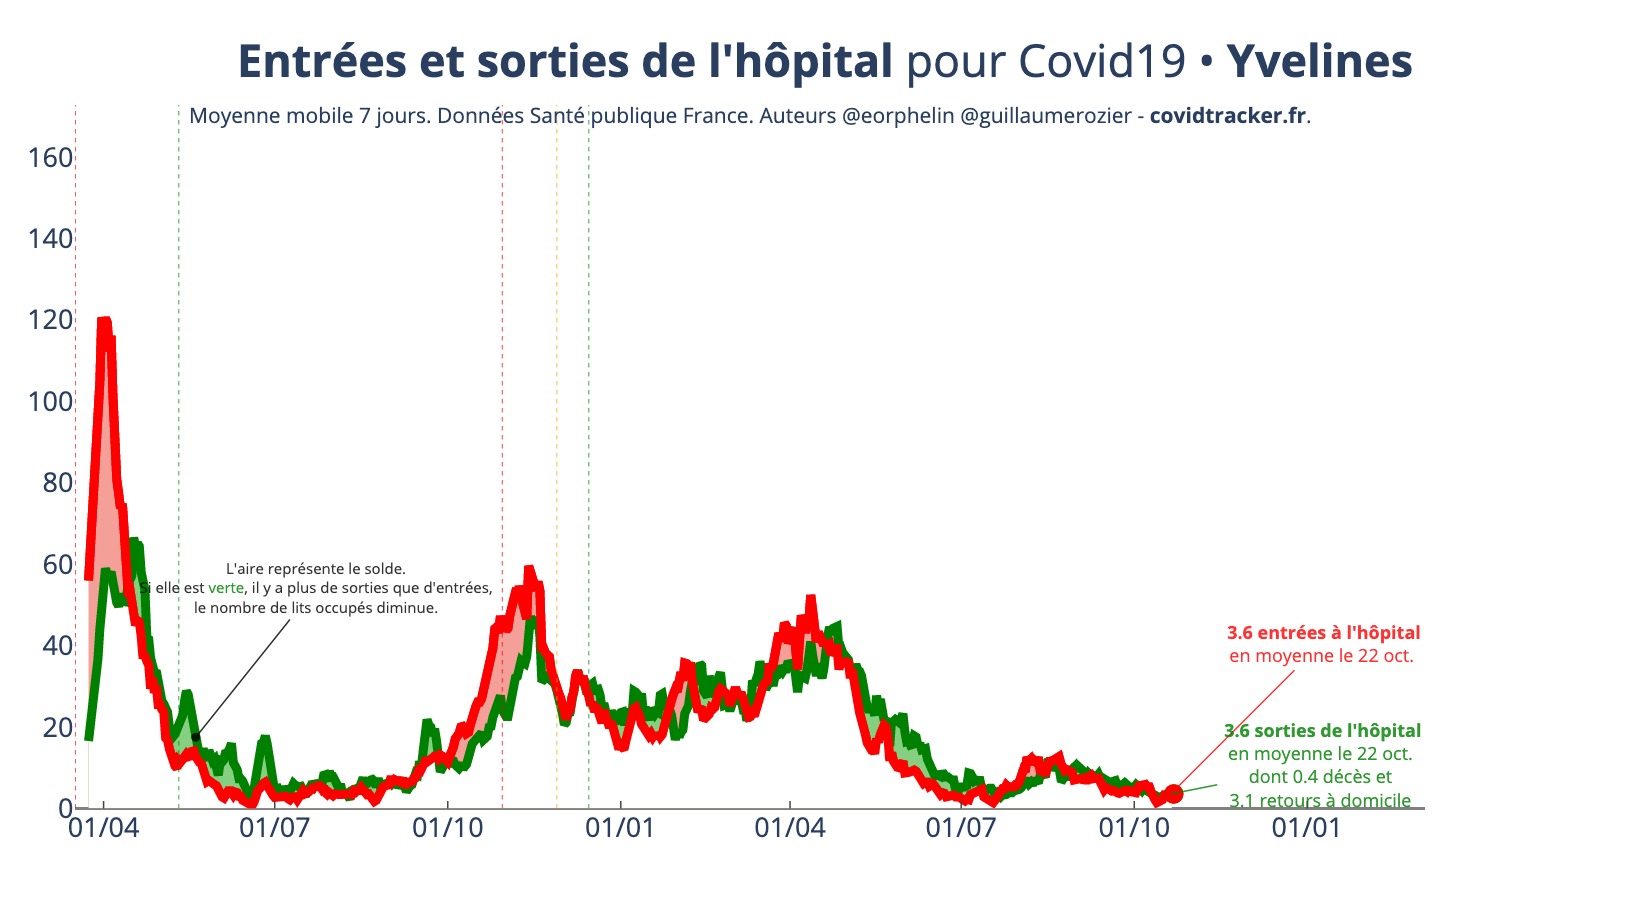 Entrées et sorties de l'hôpital pour Covid19 • Yvelines
Moyenne mobile 7 jours. Données Santé publique France. Auteurs @eorphelin @guillaumerozier - covidtracker.fr.
160
140
120
100
80
60
40
20
0
L'aire représente le solde.
Si elle est verte, il y a plus de sorties que d'entrées,
le nombre de lits occupés diminue.
3.6 entrées à l'hôpital
en moyenne le 22 oct.
3.6 sorties de l'hôpital
en moyenne le 22 oct.
dont 0.4 décès et
3.1 retours à domicile
01/04 01/07 01/10 01/01 01/04 01/07 01/10 01/01